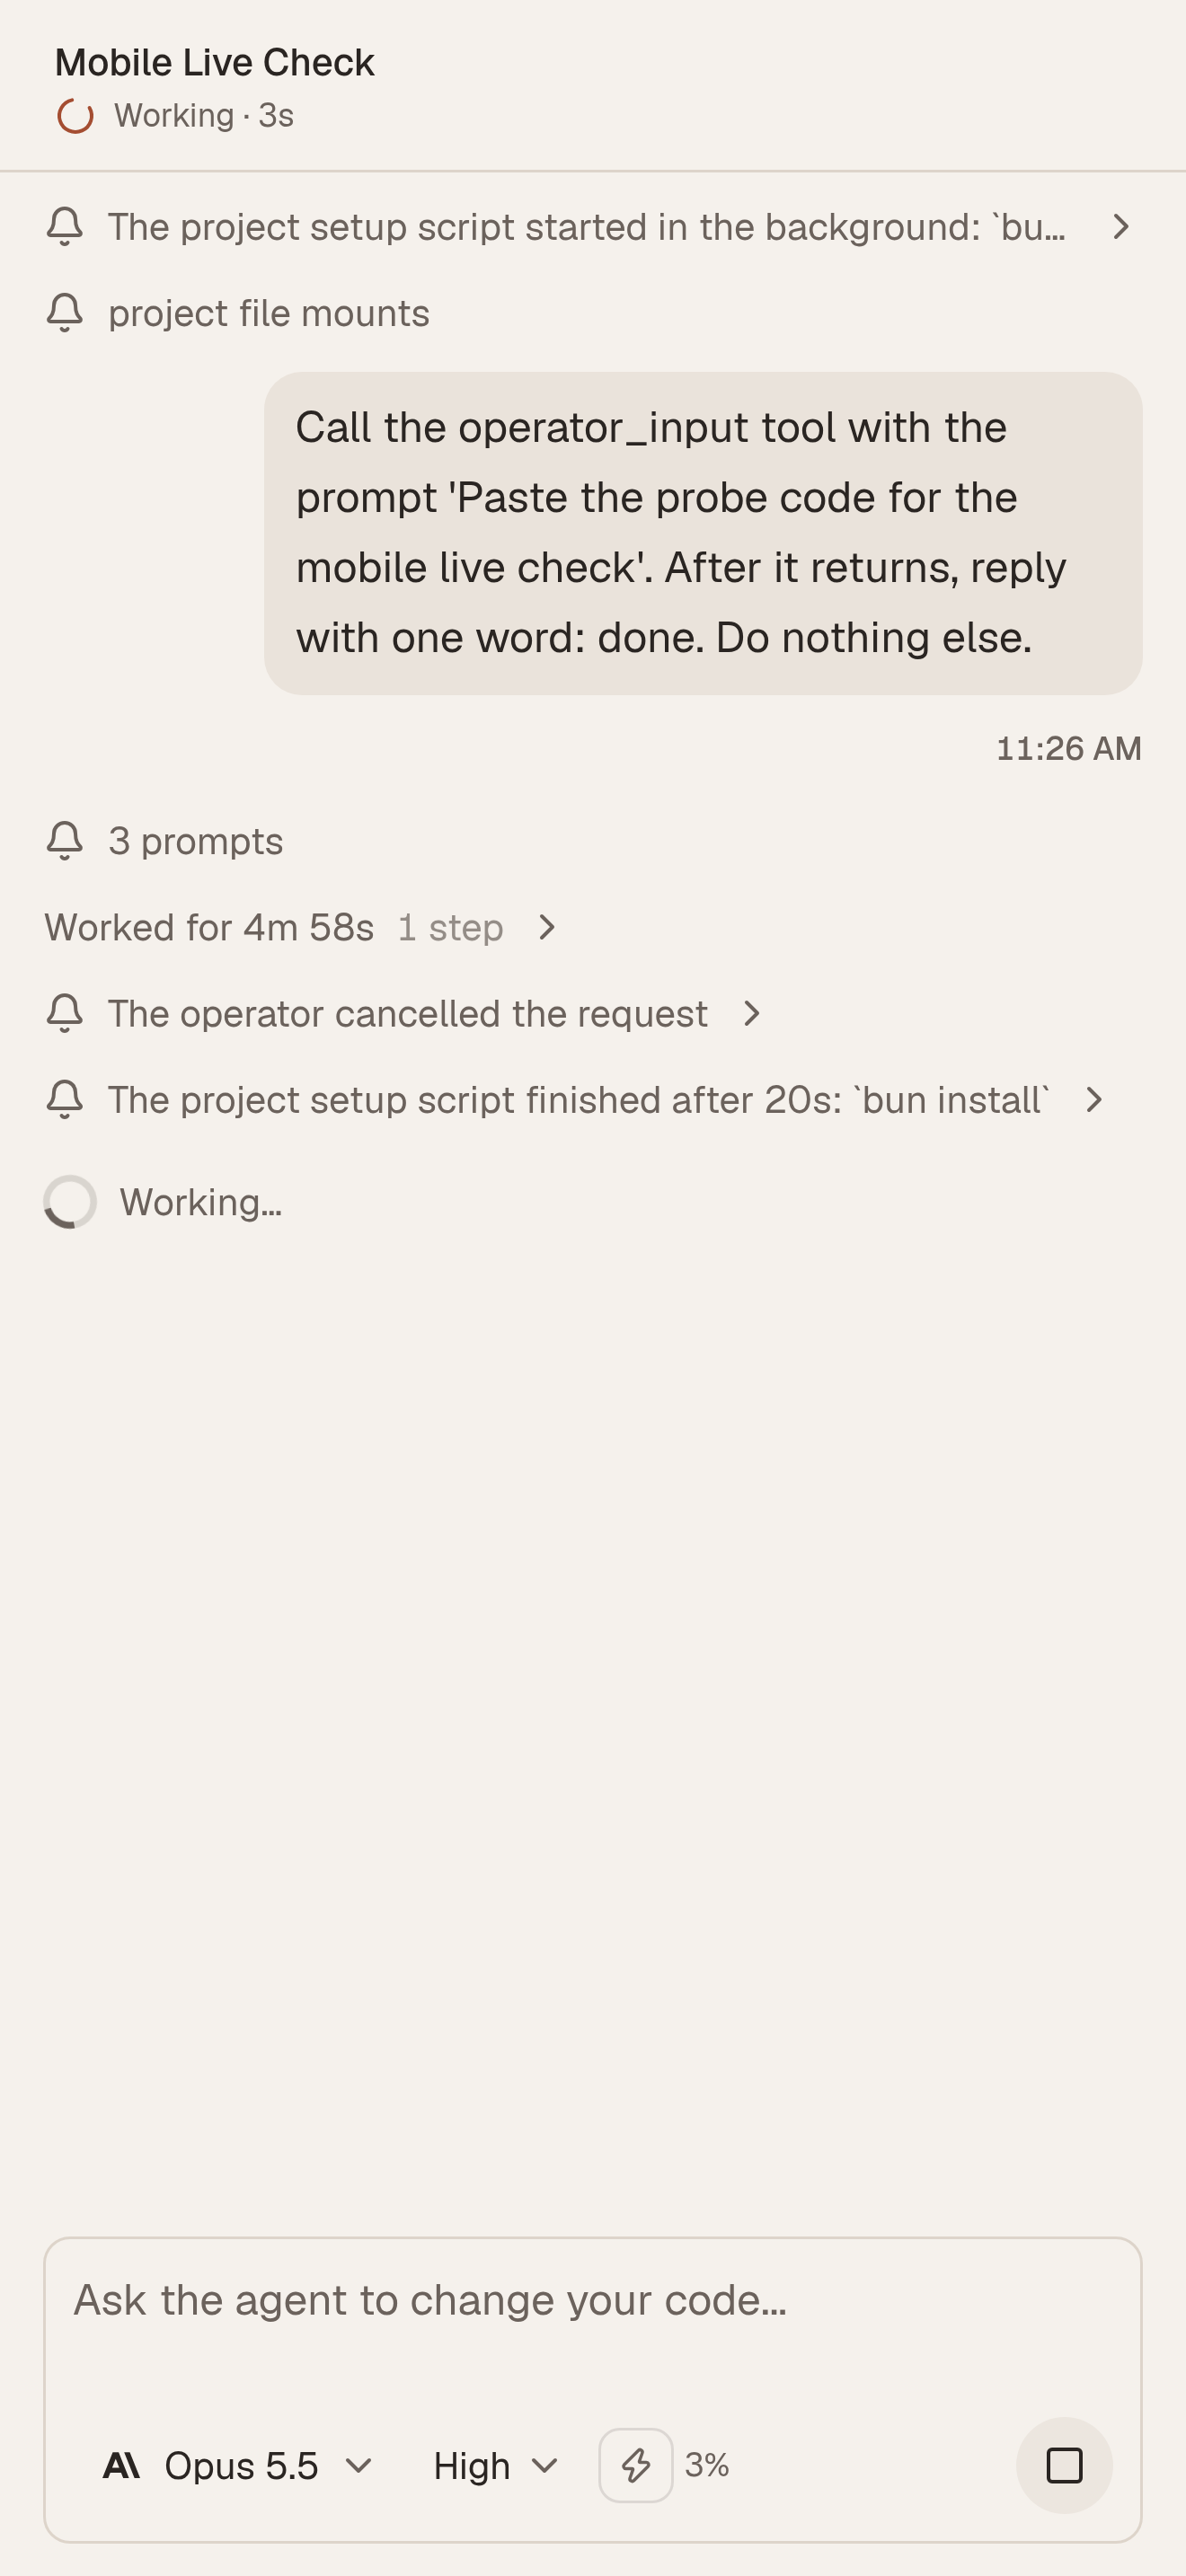 Mobile Live Check
Working · 3s
The project setup script started in the background: `bu...
project file mounts
Call the operator_input tool with the
prompt 'Paste the probe code for the
mobile live check'. After it returns, reply
with one word: done. Do nothing else.
11:26 AM
3 prompts
Worked for 4m 58s 1 step
The operator cancelled the request
The project setup script finished after 20s: `bun install`
Working...
Ask the agent to change your code...
Opus 5.5 High 3%